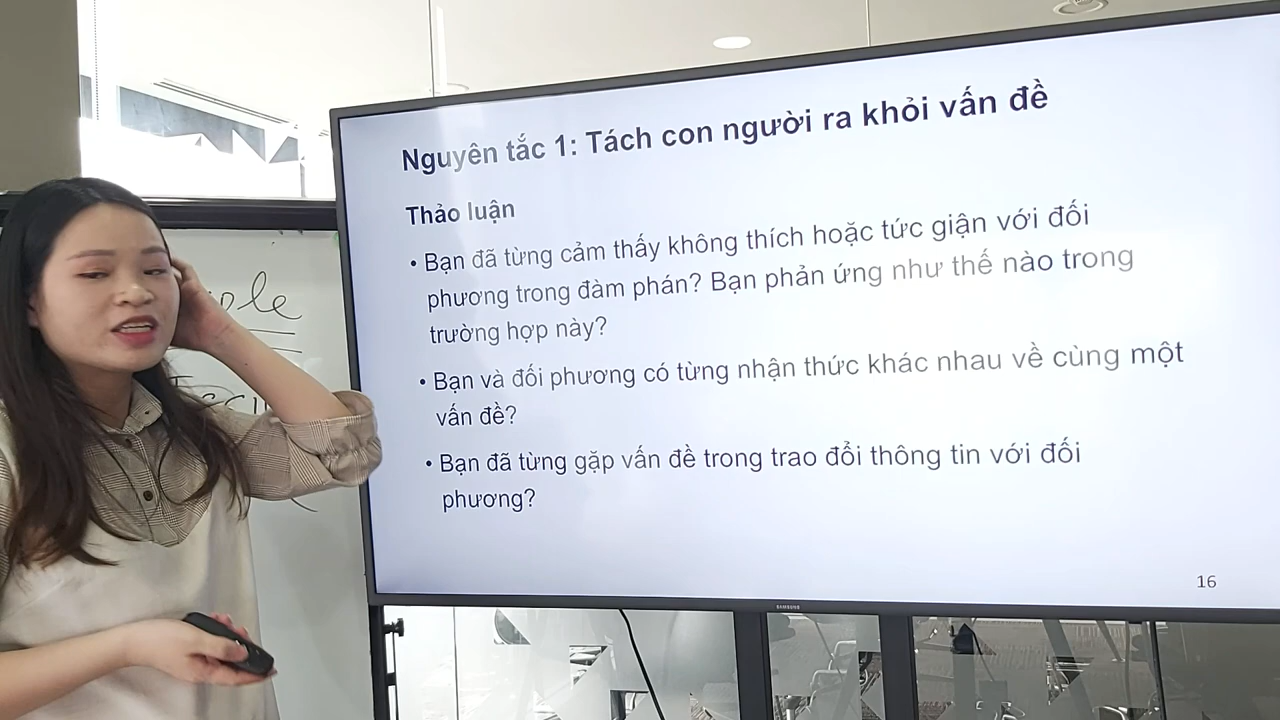 Nguyên tắc 1: Tách con người ra khỏi vấn đề
Thảo luận
• Bạn đã từng cảm thấy không thích hoặc tức giận với đối
phương trong đàm phán? Bạn phản ứng như thế nào trong
trường hợp này?
• Bạn và đối phương có từng nhận thức khác nhau về cùng một
vấn đề?
• Bạn đã từng gặp vấn đề trong trao đổi thông tin với đối
phương?
16
SAMSUNG